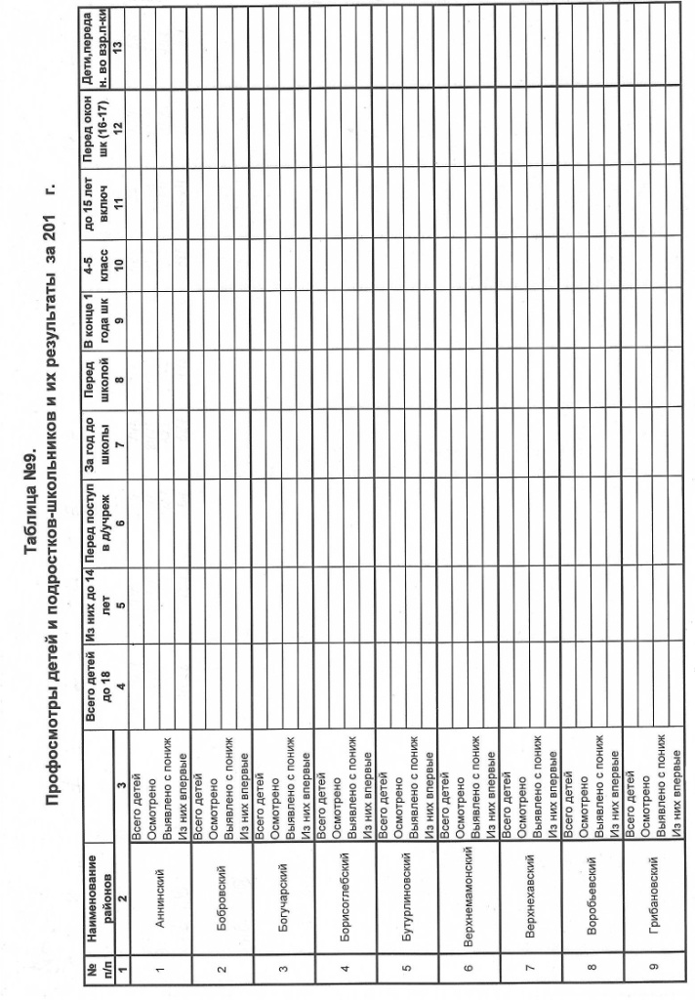 Таблица №9.
Профосмотры детей и подростков-школьников и их результаты за 201 г.
№ п/п
Наименование районов
Всего детей до 18
Из них до 14 лет
Перед поступ в д/учреж
За год до школы
Перед школой
В конце 1 года шк
4-5 класс
до 15 лет включ
Перед окон шк (16-17)
Дети,переда н. во взр.п-ки
1 2 3 4 5 6 7 8 9 10 11 12 13
1 Аннинский
Всего детей
Осмотрено
Выявлено с пониж
Из них впервые
2 Бобровский
Всего детей
Осмотрено
Выявлено с пониж
Из них впервые
3 Богучарский
Всего детей
Осмотрено
Выявлено с пониж
Из них впервые
4 Борисоглебский
Всего детей
Осмотрено
Выявлено с пониж
Из них впервые
5 Бутурлиновский
Всего детей
Осмотрено
Выявлено с пониж
Из них впервые
6 Верхнемамонский
Всего детей
Осмотрено
Выявлено с пониж
Из них впервые
7 Верхнехавский
Всего детей
Осмотрено
Выявлено с пониж
Из них впервые
8 Воробьевский
Всего детей
Осмотрено
Выявлено с пониж
Из них впервые
9 Грибановский
Всего детей
Осмотрено
Выявлено с пониж
Из них впервые